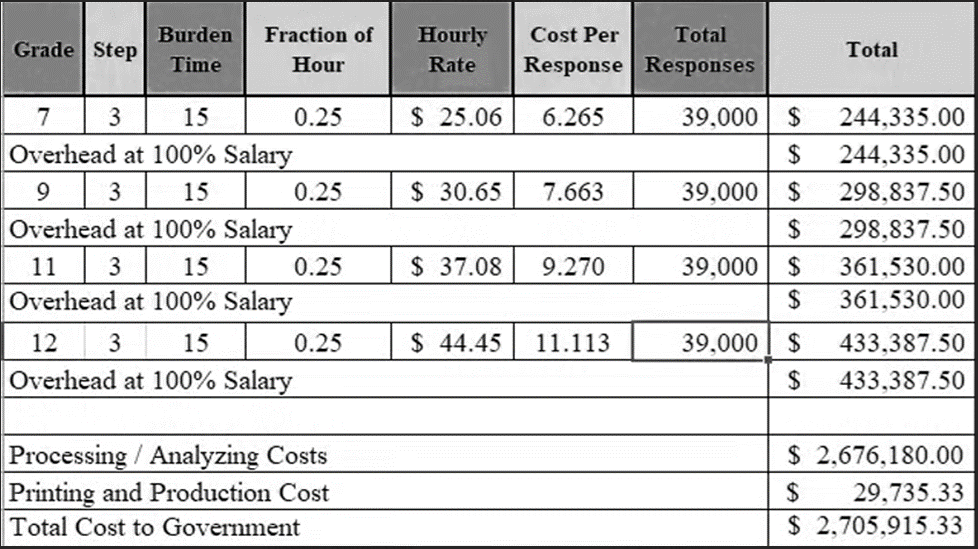 Grade Step Burden Time Fraction of Hour Hourly Rate Cost Per Response Total Responses Total
7 3 15 0.25 $ 25.06 6.265 39,000 $ 244,335.00
Overhead at 100% Salary $ 244,335.00
9 3 15 0.25 $ 30.65 7.663 39,000 $ 298,837.50
Overhead at 100% Salary $ 298,837.50
11 3 15 0.25 $ 37.08 9.270 39,000 $ 361,530.00
Overhead at 100% Salary $ 361,530.00
12 3 15 0.25 $ 44.45 11.113 39,000 $ 433,387.50
Overhead at 100% Salary $ 433,387.50
Processing / Analyzing Costs $ 2,676,180.00
Printing and Production Cost $ 29,735.33
Total Cost to Government $ 2,705,915.33